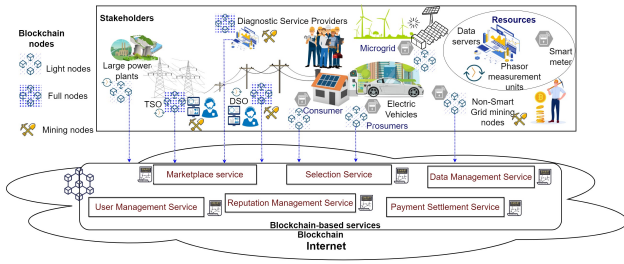 Blockchain
nodes
Light nodes
Full nodes
Mining nodes
Stakeholders
Diagnostic Service Providers
Large power
plants
TSO
DSO
Microgrid
Consumer
Prosumers
Electric
Vehicles
Resources
Data
servers
Phasor
measurement
units
Smart
meter
Non-Smart
Grid mining
nodes
Marketplace service
Selection Service
Data Management Service
User Management Service
Reputation Management Service
Payment Settlement Service
Blockchain-based services
Blockchain
Internet